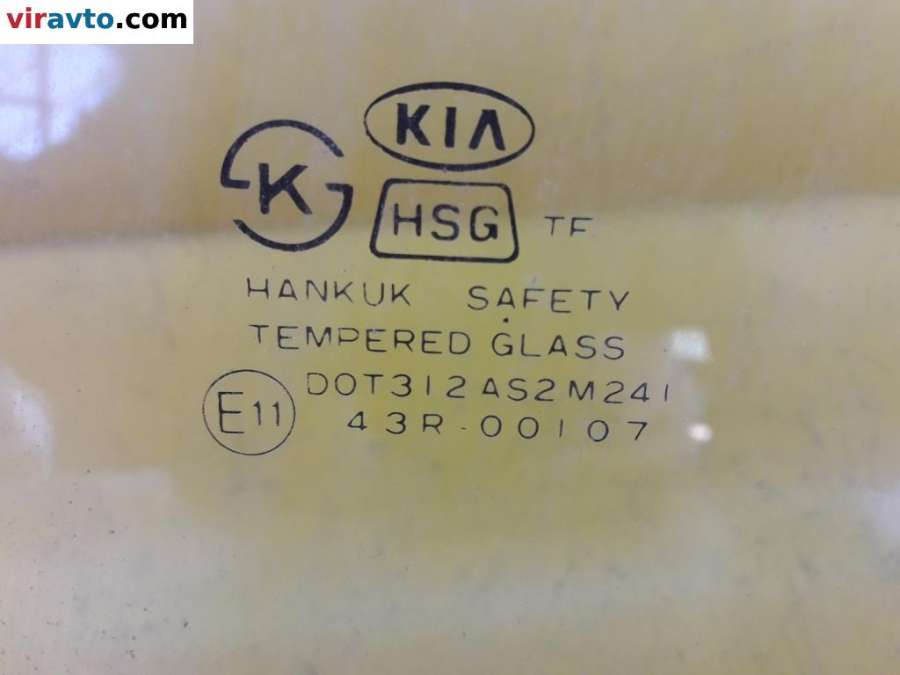 viravto.com
KIA
K
HSG TF
HANKUK SAFETY
TEMPERED GLASS
DOT312AS2M241
E11 43R-00107